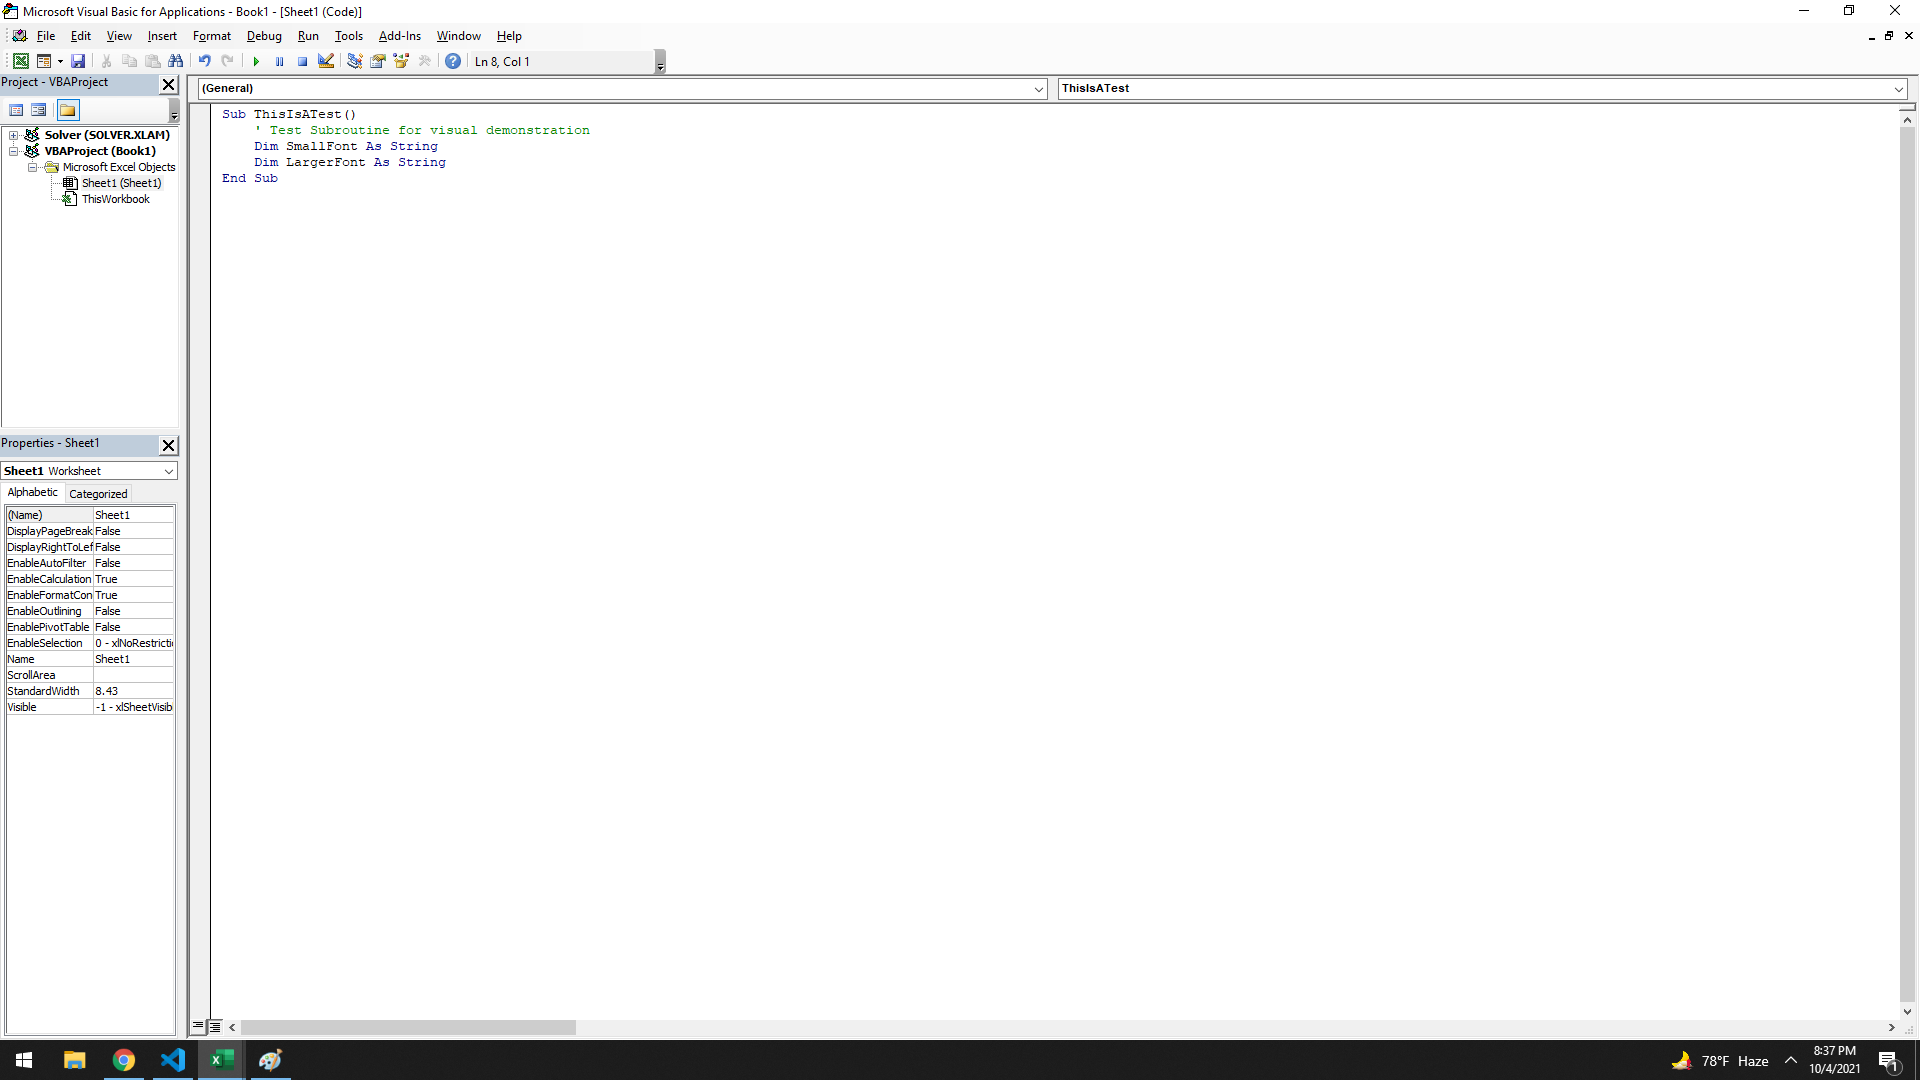 Microsoft Visual Basic for Applications - Book1 - [Sheet1 (Code)]
File Edit View Insert Format Debug Run Tools Add-Ins Window Help
Ln 8, Col 1
Project - VBAProject
Solver (SOLVER.XLAM)
VBAProject (Book1)
Microsoft Excel Objects
Sheet1 (Sheet1)
ThisWorkbook
Properties - Sheet1
Sheet1 Worksheet
Alphabetic Categorized
(Name) Sheet1
DisplayPageBreak False
DisplayRightToLef False
EnableAutoFilter False
EnableCalculation True
EnableFormatCon True
EnableOutlining False
EnablePivotTable False
EnableSelection 0 - xlNoRestricti
Name Sheet1
ScrollArea
StandardWidth 8.43
Visible -1 - xlSheetVisib
(General) ThisIsATest
Sub ThisIsATest()
' Test Subroutine for visual demonstration
Dim SmallFont As String
Dim LargerFont As String
End Sub
78°F Haze
8:37 PM
10/4/2021
1